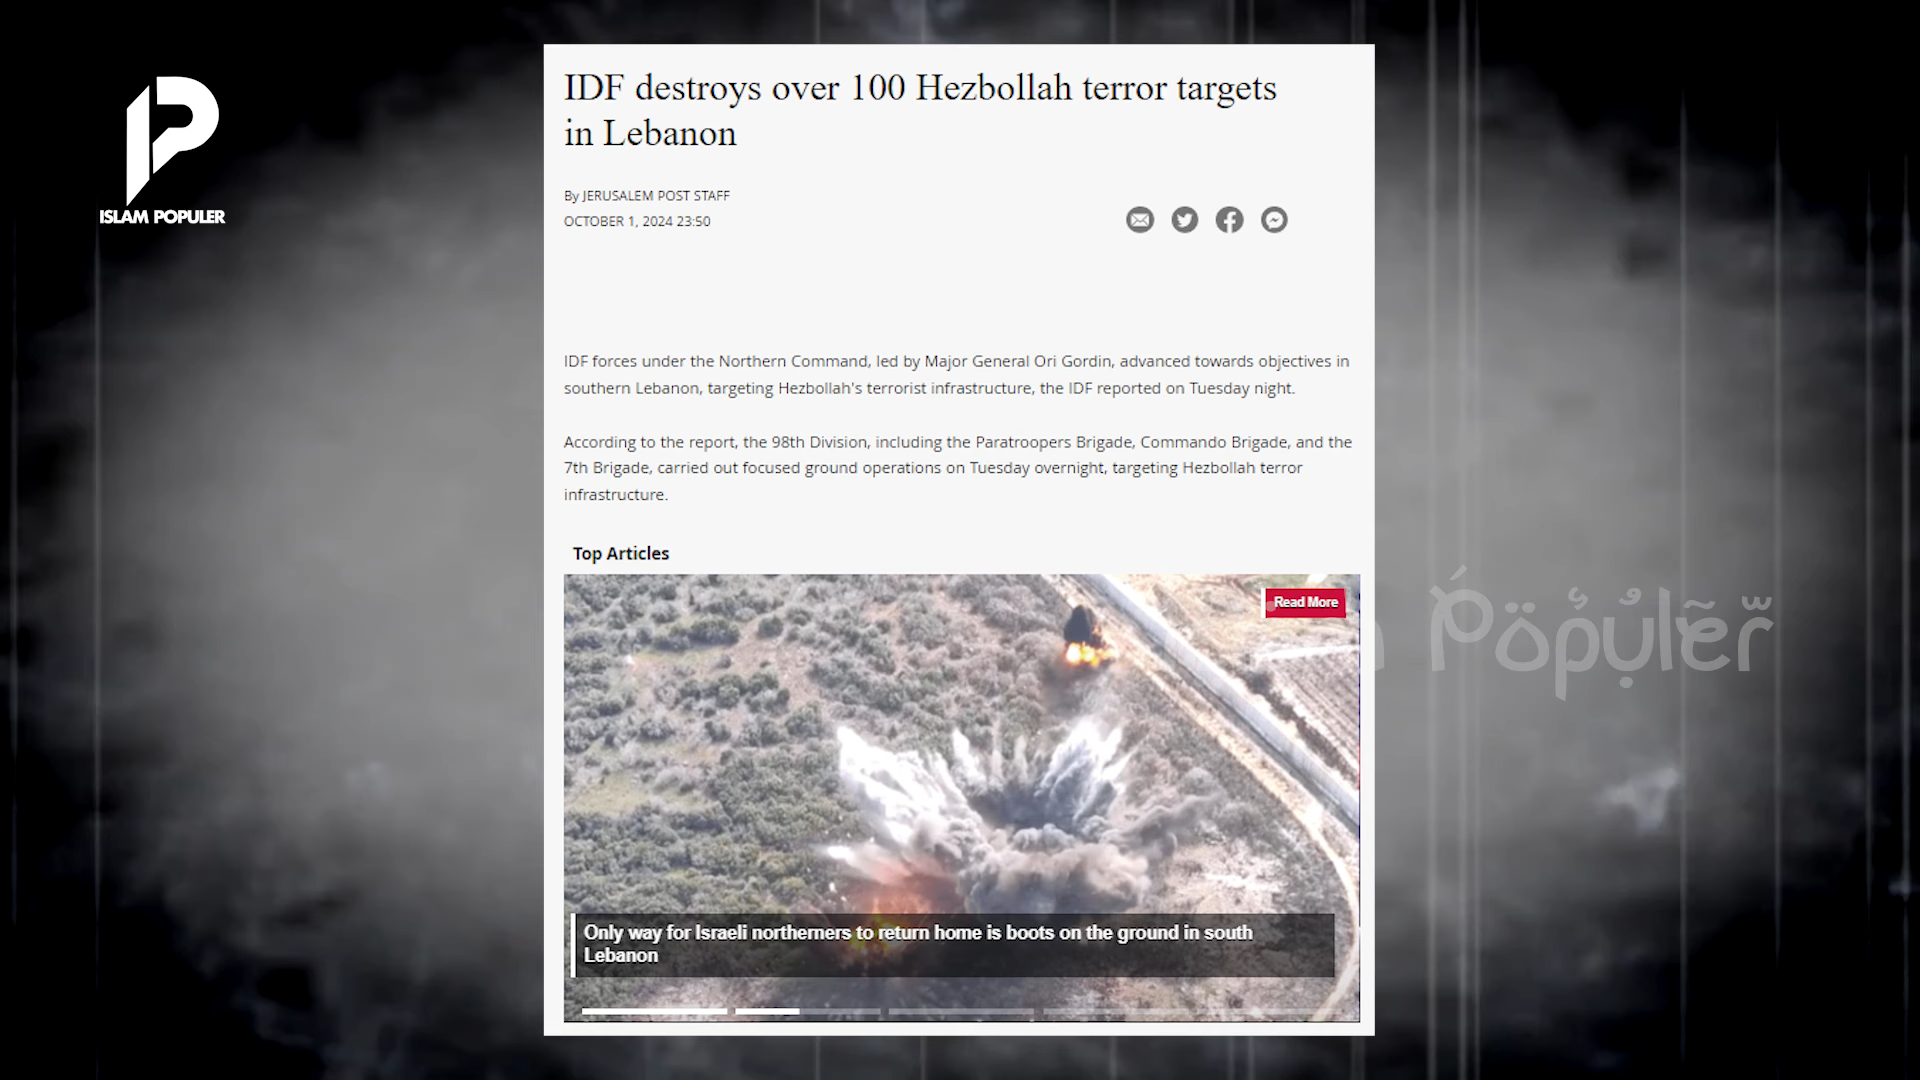 ISLAM POPULER
IDF destroys over 100 Hezbollah terror targets
in Lebanon
By JERUSALEM POST STAFF
OCTOBER 1, 2024 23:50
IDF forces under the Northern Command, led by Major General Ori Gordin, advanced towards objectives in
southern Lebanon, targeting Hezbollah's terrorist infrastructure, the IDF reported on Tuesday night.
According to the report, the 98th Division, including the Paratroopers Brigade, Commando Brigade, and the
7th Brigade, carried out focused ground operations on Tuesday overnight, targeting Hezbollah terror
infrastructure.
Top Articles
Read More
Populer
Only way for Israeli northerners to return home is boots on the ground in south
Lebanon